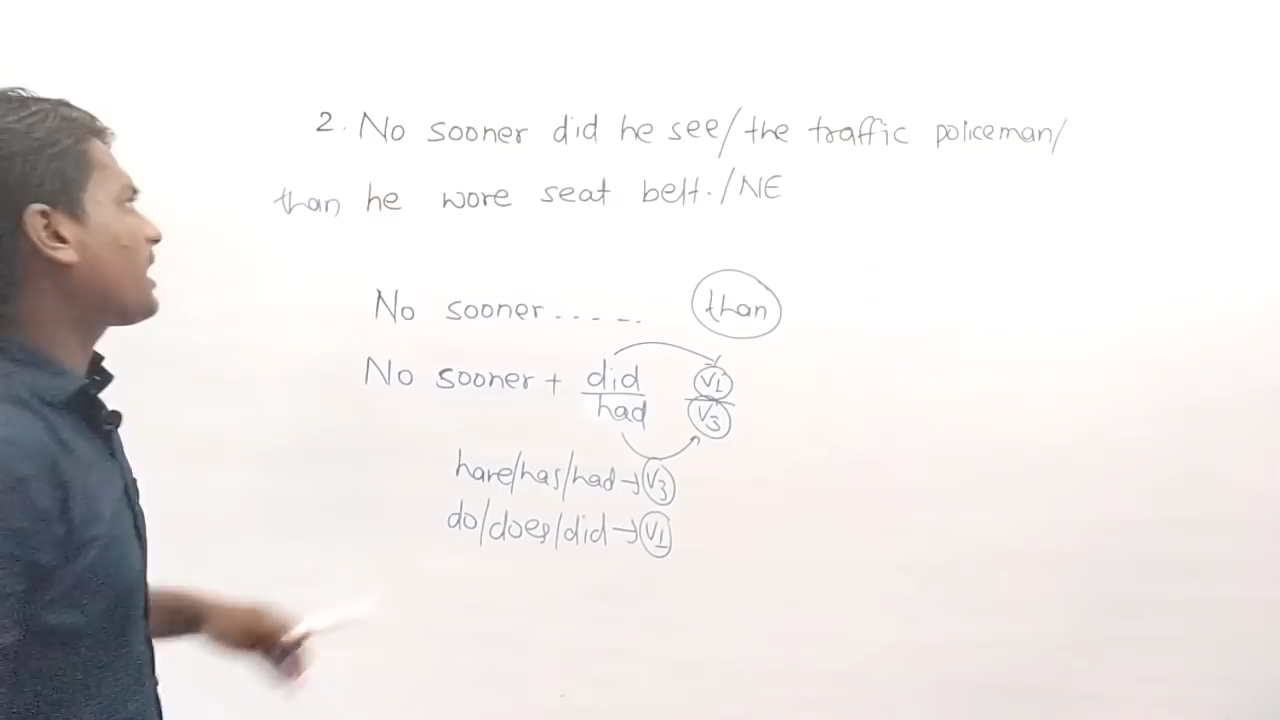 2. No sooner did he see/the traffic policeman/
than he wore seat belt./NE
No sooner..... than
No sooner + did/had V1/V3
have/has/had→V3
do/does/did→V1